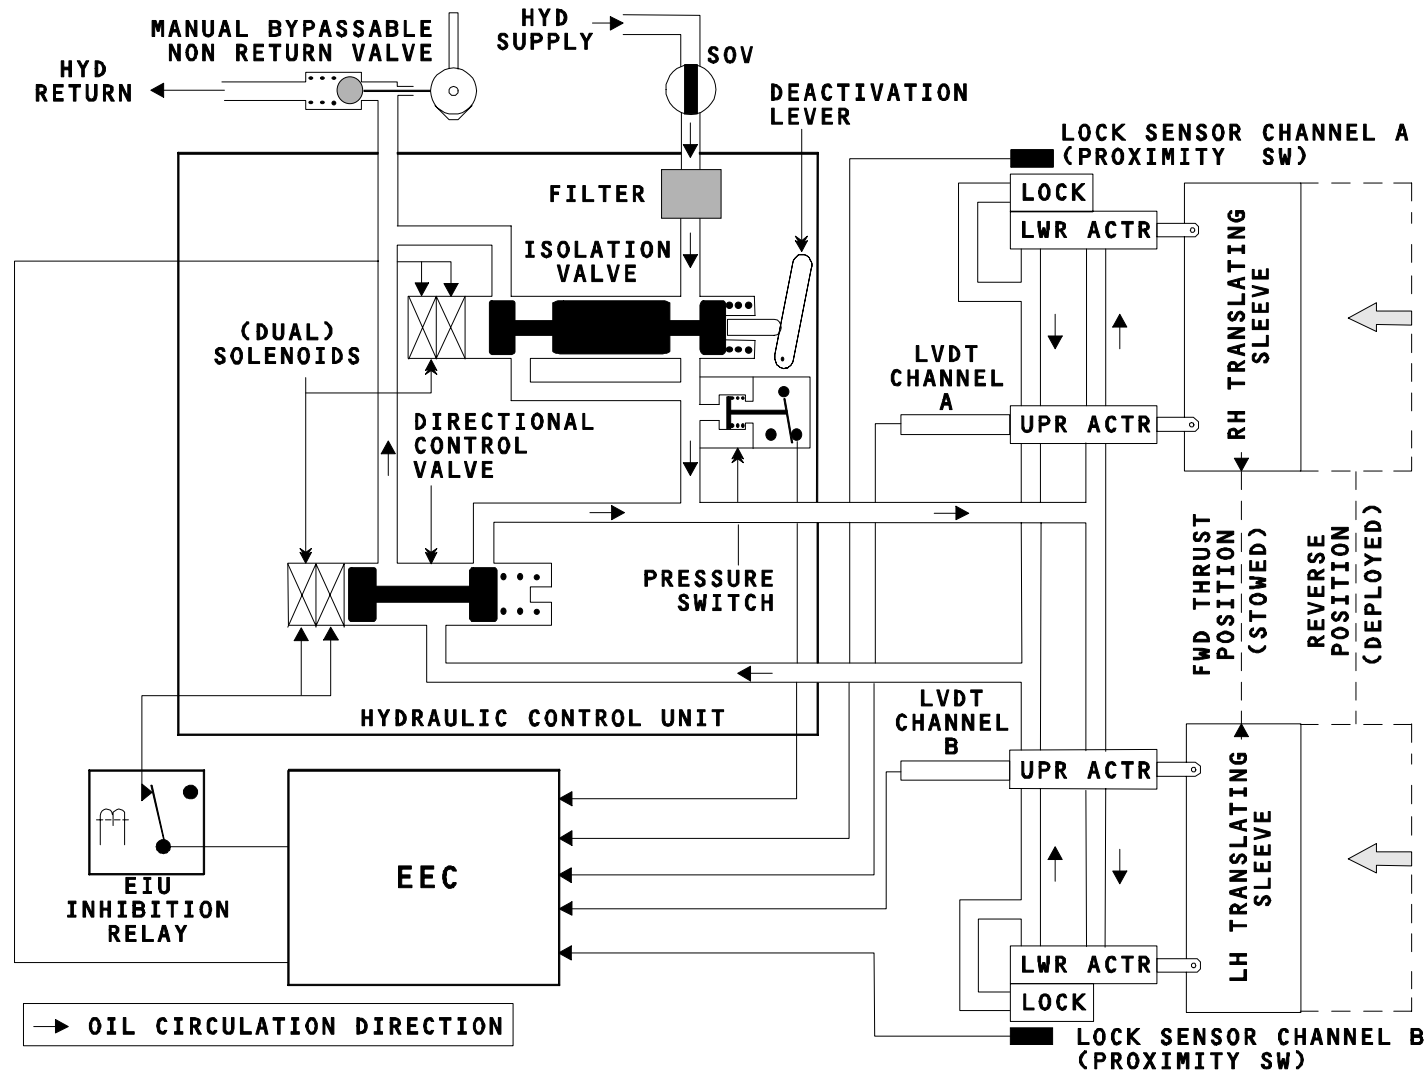 MANUAL BYPASSABLE
NON RETURN VALVE
HYD
RETURN
HYD
SUPPLY
SOV
DEACTIVATION
LEVER
LOCK SENSOR CHANNEL A
(PROXIMITY SW)
FILTER
LOCK
LWR ACTR
ISOLATION
VALVE
(DUAL)
SOLENOIDS
RH TRANSLATING
SLEEVE
LVDT
CHANNEL
A
UPR ACTR
DIRECTIONAL
CONTROL
VALVE
PRESSURE
SWITCH
FWD THRUST
POSITION
(STOWED)
REVERSE
POSITION
(DEPLOYED)
HYDRAULIC CONTROL UNIT
LVDT
CHANNEL
B
UPR ACTR
LH TRANSLATING
SLEEVE
EEC
EIU
INHIBITION
RELAY
LWR ACTR
LOCK
OIL CIRCULATION DIRECTION
LOCK SENSOR CHANNEL B
(PROXIMITY SW)